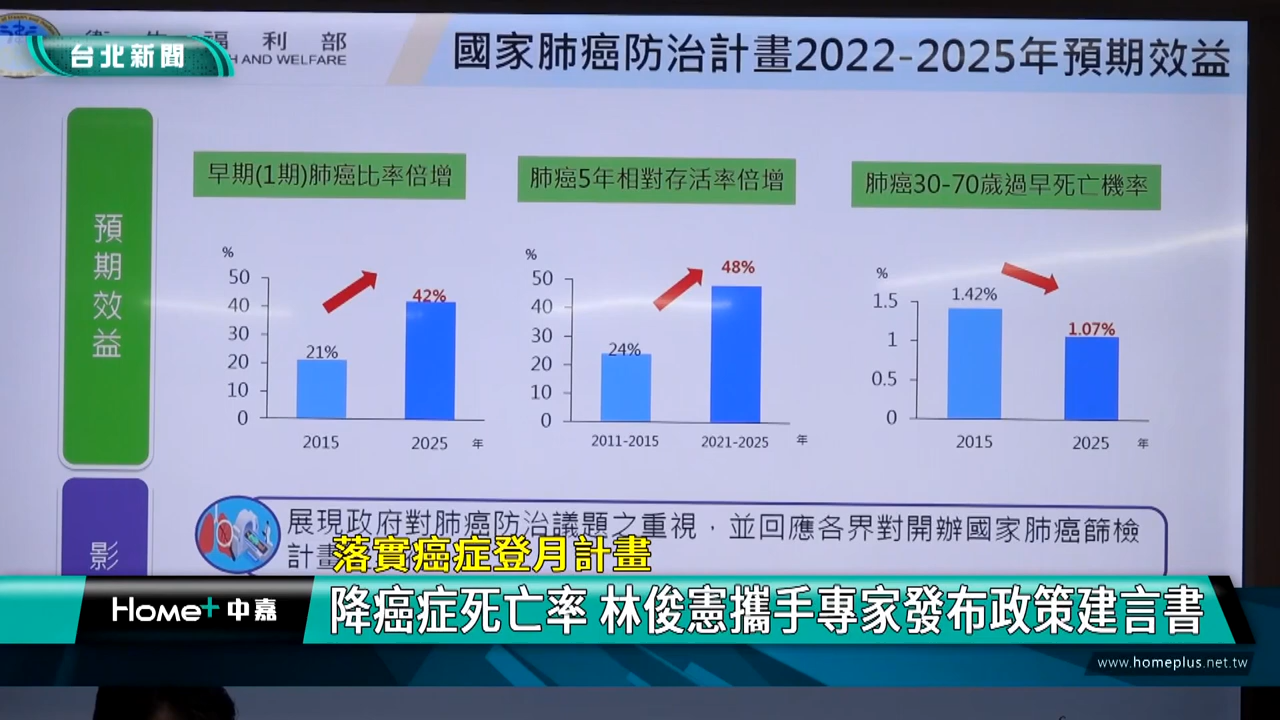 台北新聞
福利部
H AND WELFARE
國家肺癌防治計畫2022-2025年預期效益
預期效益
早期(1期)肺癌比率倍增
%
50
40
30
20
10
0
21%
42%
2015
2025
年
肺癌5年相對存活率倍增
%
50
40
30
20
10
0
24%
48%
2011-2015
2021-2025
年
肺癌30-70歲過早死亡機率
%
1.5
1
0.5
0
1.42%
1.07%
2015
2025
年
影
展現政府對肺癌防治議題之重視，並回應各界對開辦國家肺癌篩檢
計畫
落實癌症登月計畫
Home+中嘉
降癌症死亡率 林俊憲攜手專家發布政策建言書
www.homeplus.net.tw